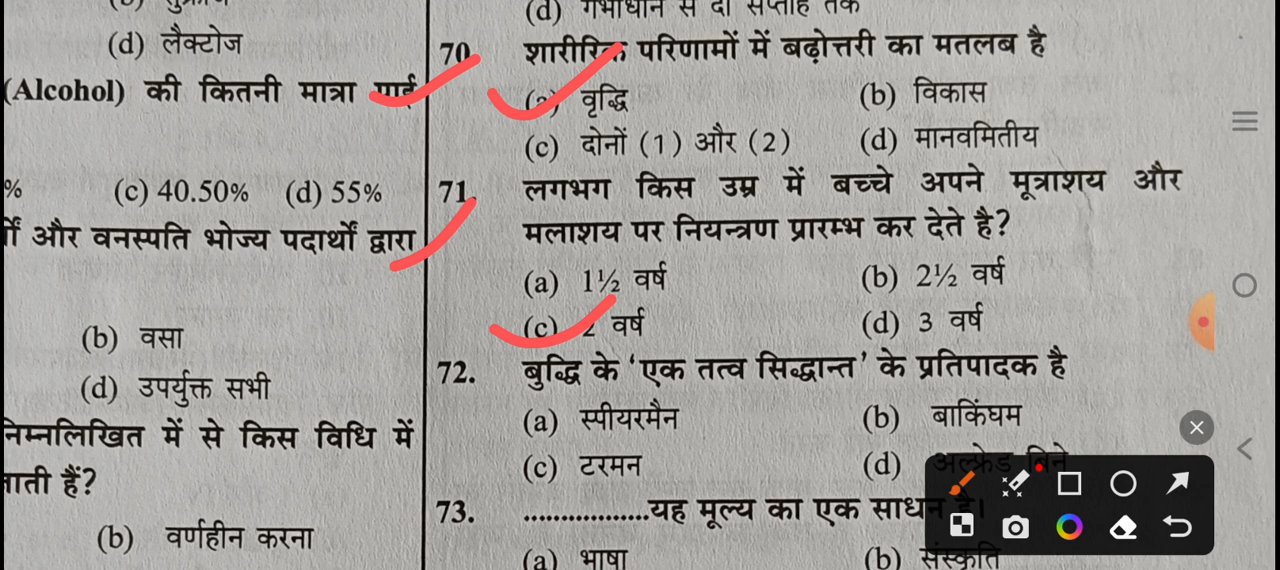 (d) लैक्टोज
(Alcohol) की कितनी मात्रा पाई
% (c) 40.50% (d) 55%
और वनस्पति भोज्य पदार्थों द्वारा
(b) वसा
(d) उपर्युक्त सभी
निम्नलिखित में से किस विधि में
हैं?
(b) वर्णहीन करना
(d) गर्भाधान से दो सप्ताह तक
70. शारीरिक परिणामों में बढ़ोत्तरी का मतलब है
(a) वृद्धि (b) विकास
(c) दोनों (1) और (2) (d) मानवमितीय
71. लगभग किस उम्र में बच्चे अपने मूत्राशय और
मलाशय पर नियन्त्रण प्रारम्भ कर देते है?
(a) 1½ वर्ष (b) 2½ वर्ष
(c) 2 वर्ष (d) 3 वर्ष
72. बुद्धि के ‘एक तत्व सिद्धान्त’ के प्रतिपादक है
(a) स्पीयरमैन (b) बाकिंघम
(c) टरमन (d) अल्फ्रेड बिने
73. .................यह मूल्य का एक साधन है।
(a) भाषा (b) संस्कृति